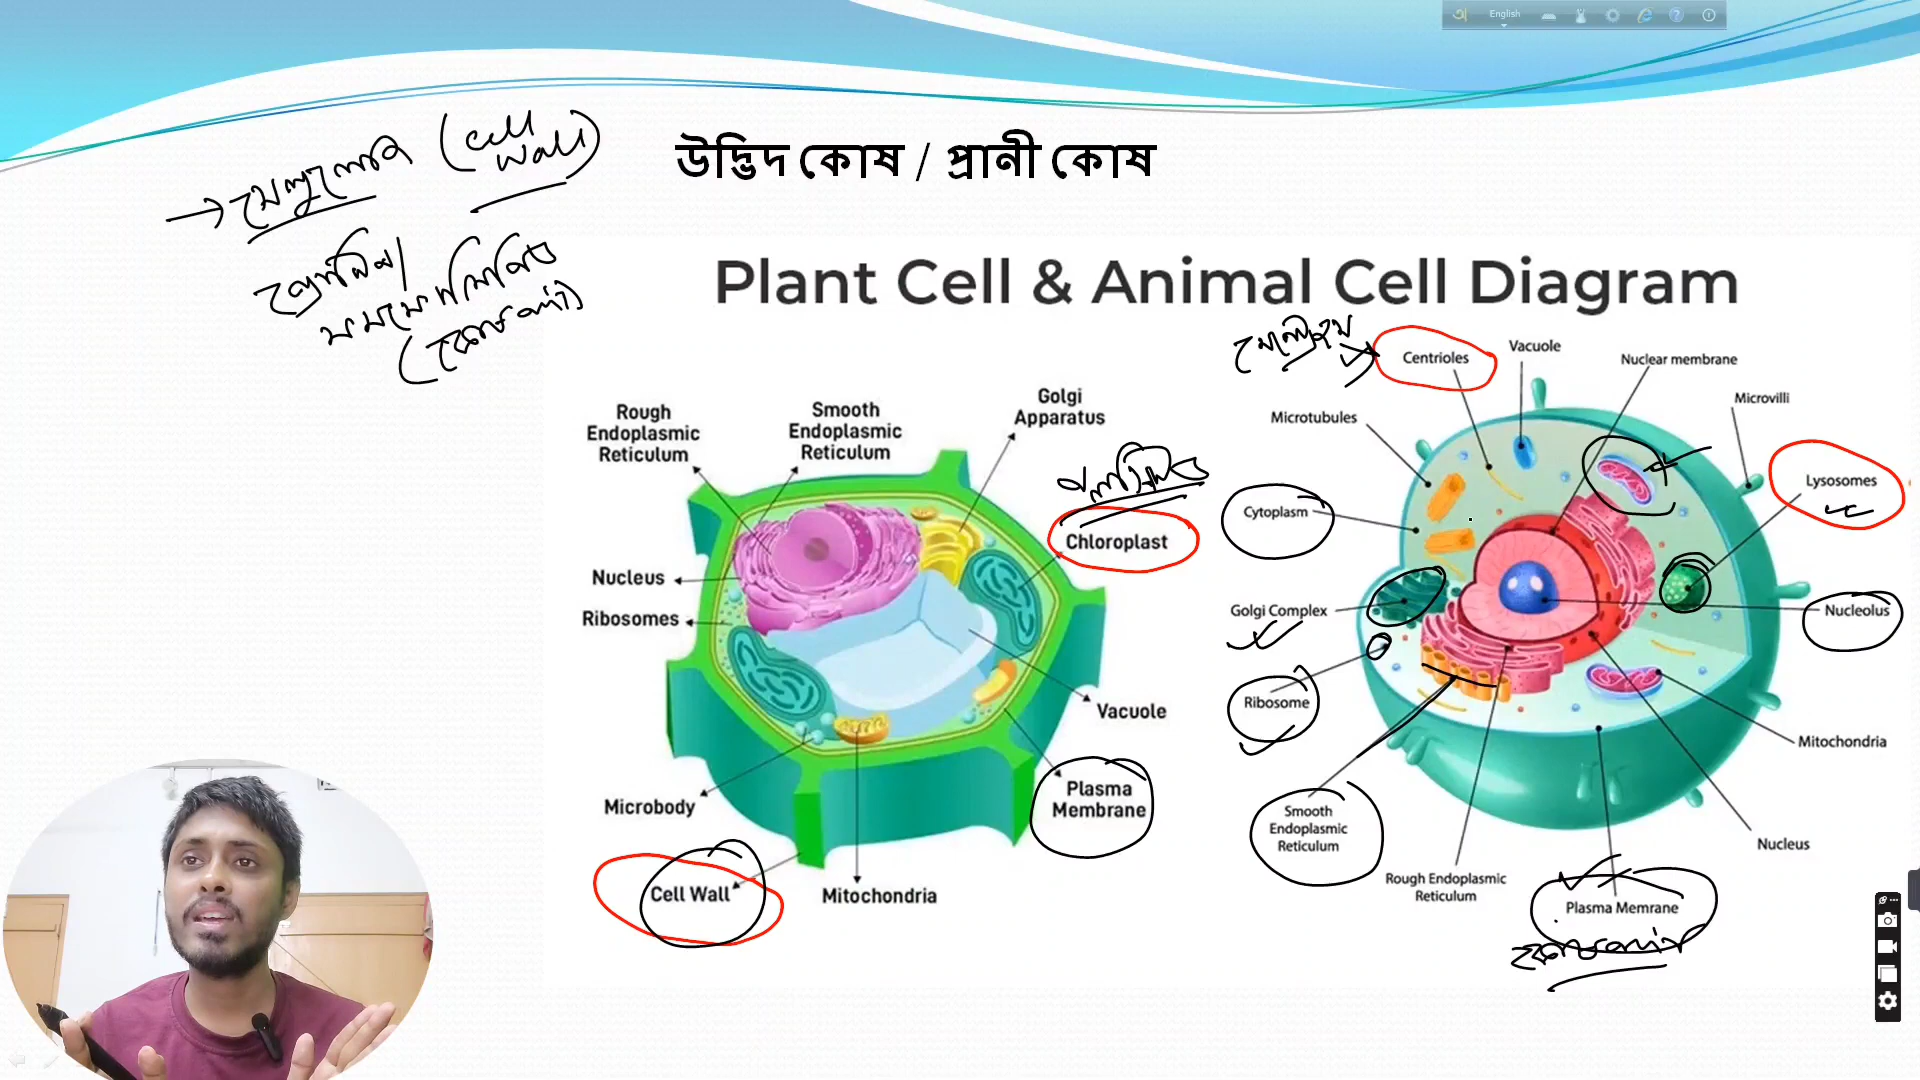 English
উদ্ভিদ কোষ / প্রানী কোষ
(Cell
Wall)
Plant Cell & Animal Cell Diagram
Rough
Endoplasmic
Reticulum
Smooth
Endoplasmic
Reticulum
Golgi
Apparatus
Chloroplast
Nucleus
Ribosomes
Vacuole
Plasma
Membrane
Microbody
Cell Wall
Mitochondria
Centrioles
Vacuole
Nuclear membrane
Microvilli
Microtubules
Lysosomes
Cytoplasm
Golgi Complex
Nucleolus
Ribosome
Mitochondria
Smooth
Endoplasmic
Reticulum
Nucleus
Rough Endoplasmic
Reticulum
Plasma Memrane